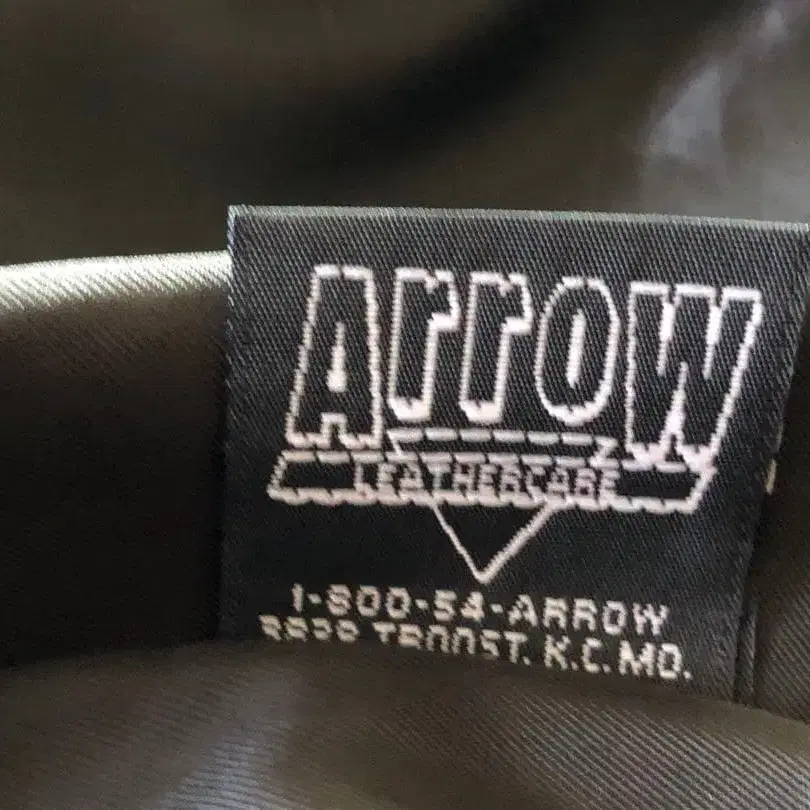 ARROW
LEATHERCARE
1-800-54-ARROW
TROOST. K.C. MO.